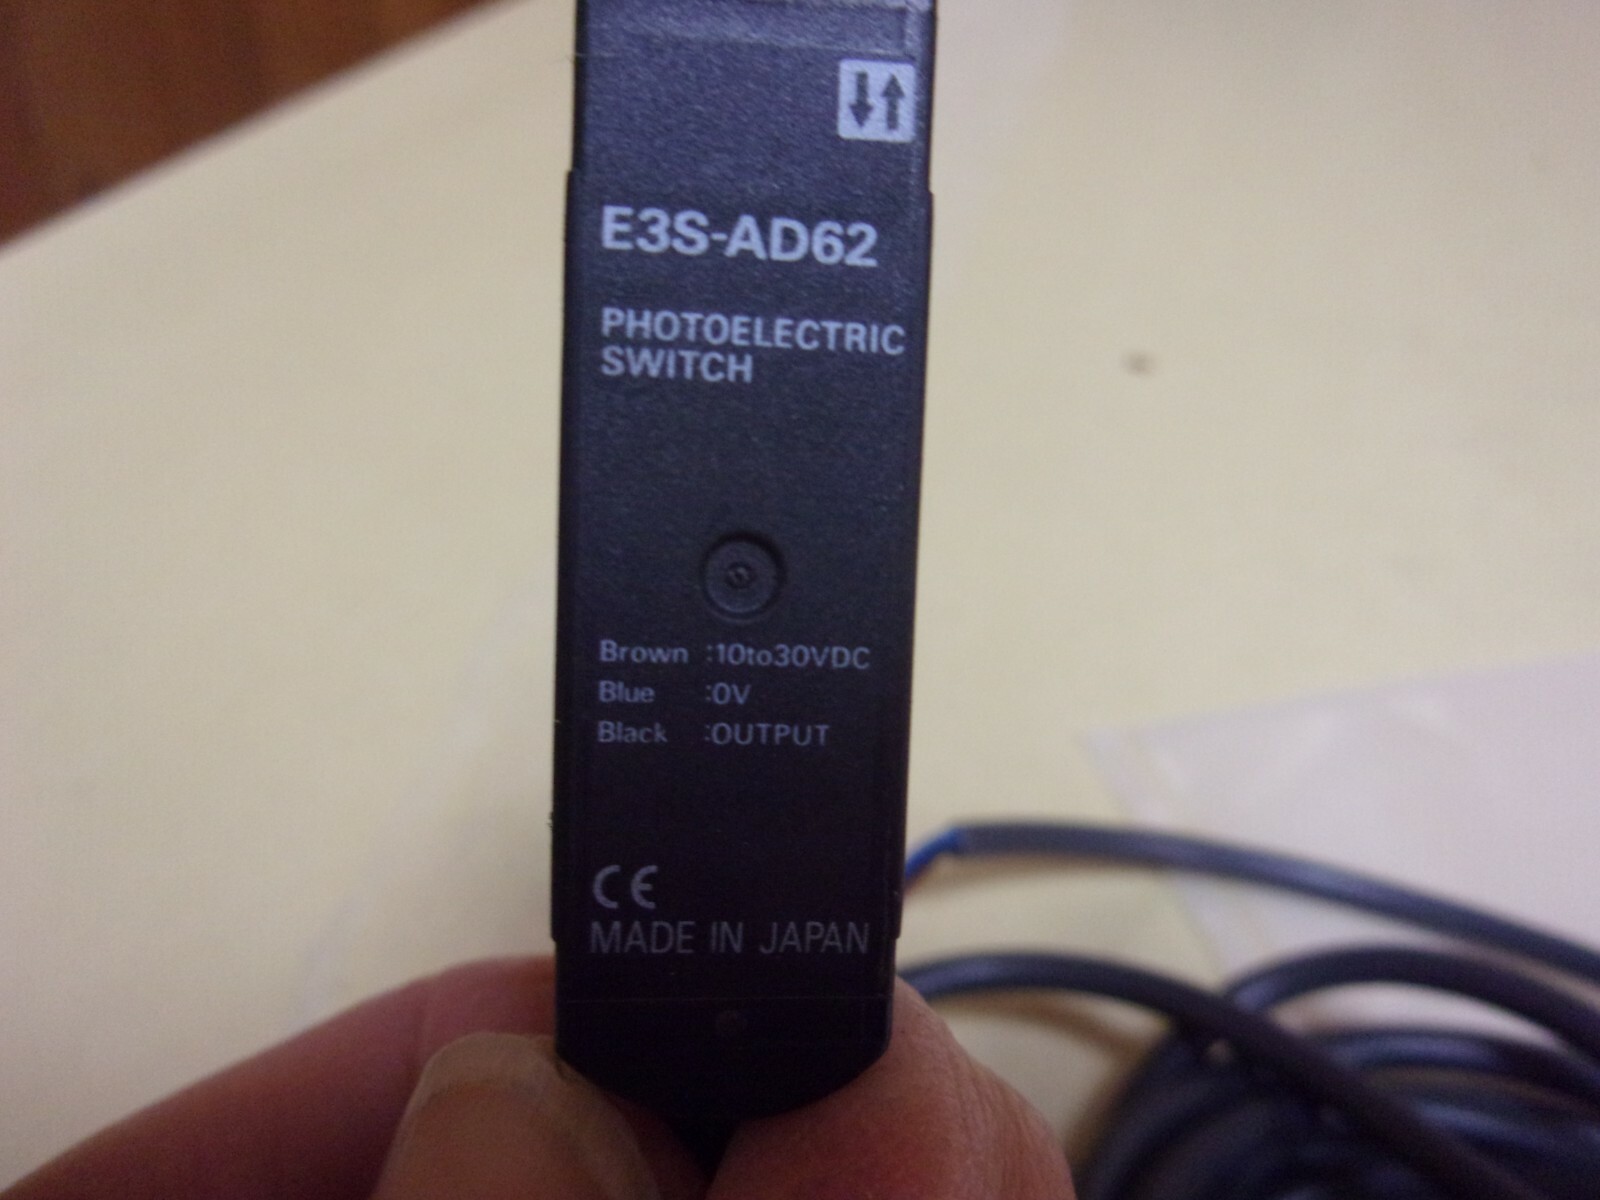 E3S-AD62
PHOTOELECTRIC
SWITCH
Brown :10to30VDC
Blue :0V
Black :OUTPUT
CE
MADE IN JAPAN